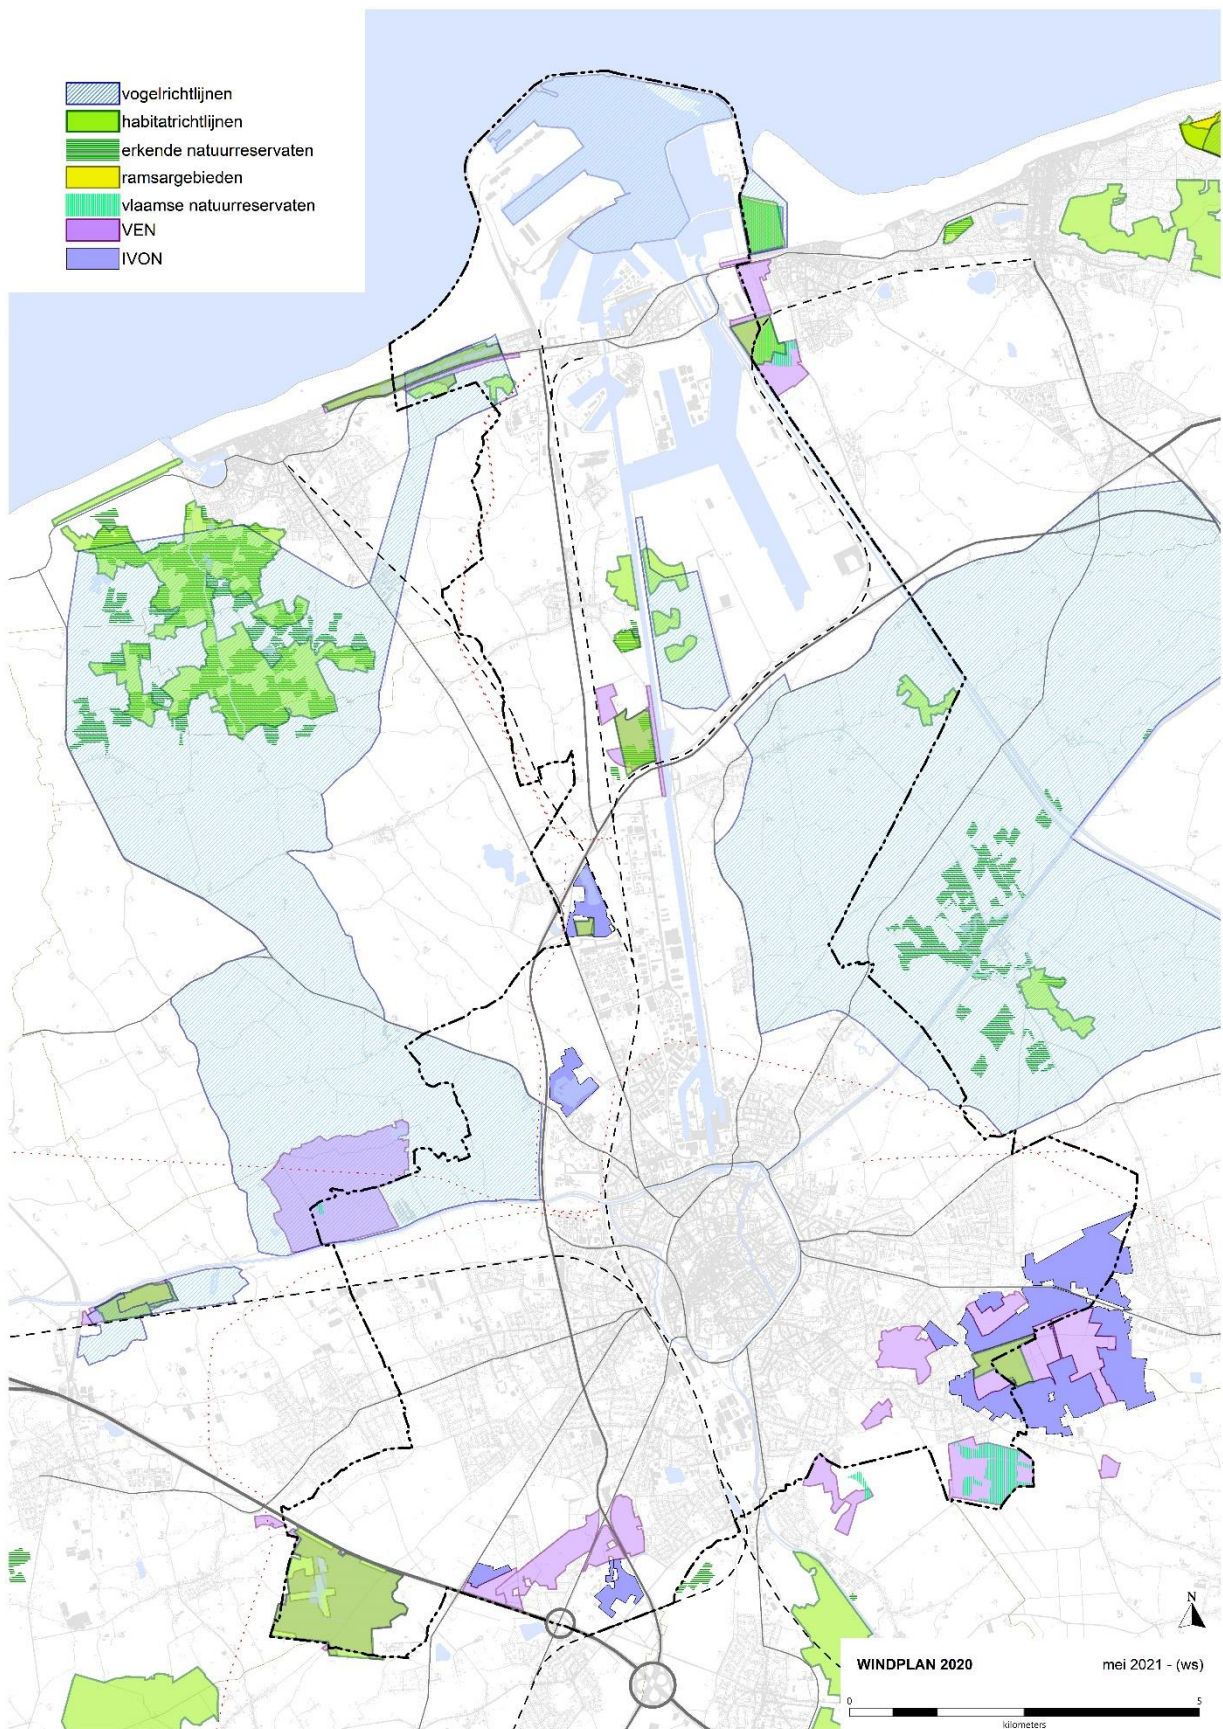 vogelrichtlijnen
habitatrichtlijnen
erkende natuurreservaten
ramsargebieden
vlaamse natuurreservaten
VEN
IVON
N
WINDPLAN 2020 mei 2021 - (ws)
0 5
kilometers